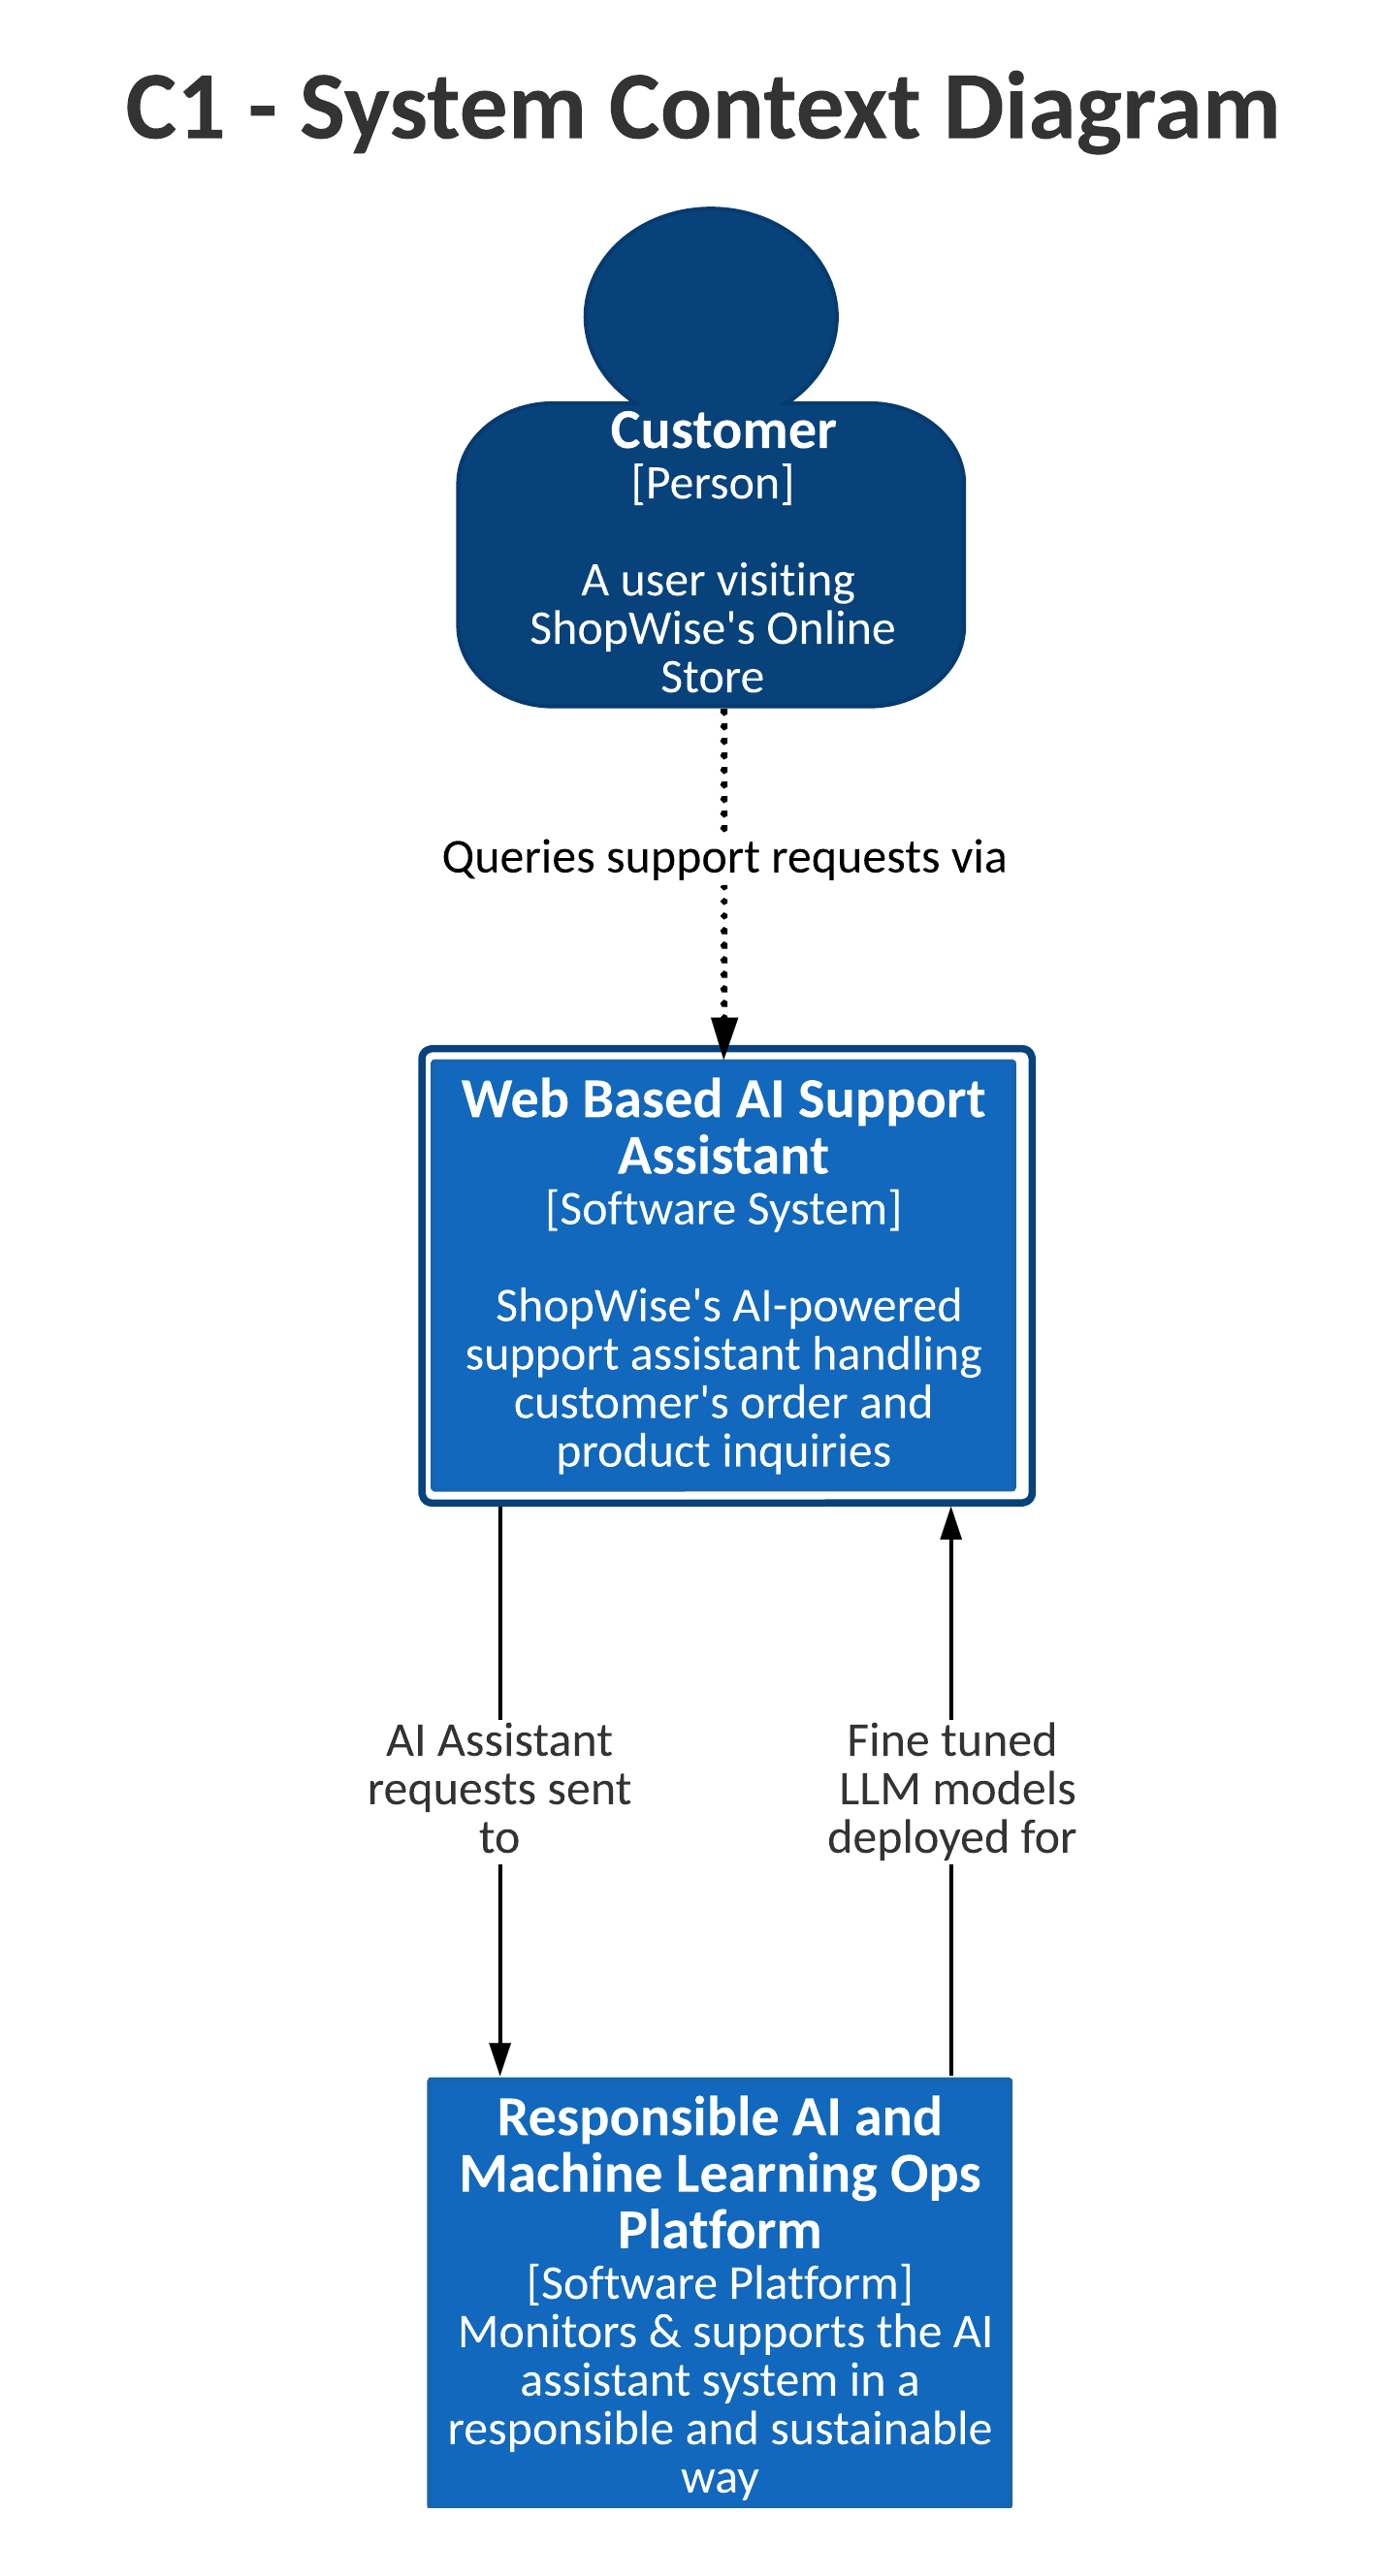 C1 - System Context Diagram
Customer
[Person]
A user visiting
ShopWise's Online
Store
Queries support requests via
Web Based AI Support
Assistant
[Software System]
ShopWise's AI-powered
support assistant handling
customer's order and
product inquiries
AI Assistant
requests sent
to
Fine tuned
LLM models
deployed for
Responsible AI and
Machine Learning Ops
Platform
[Software Platform]
Monitors & supports the AI
assistant system in a
responsible and sustainable
way